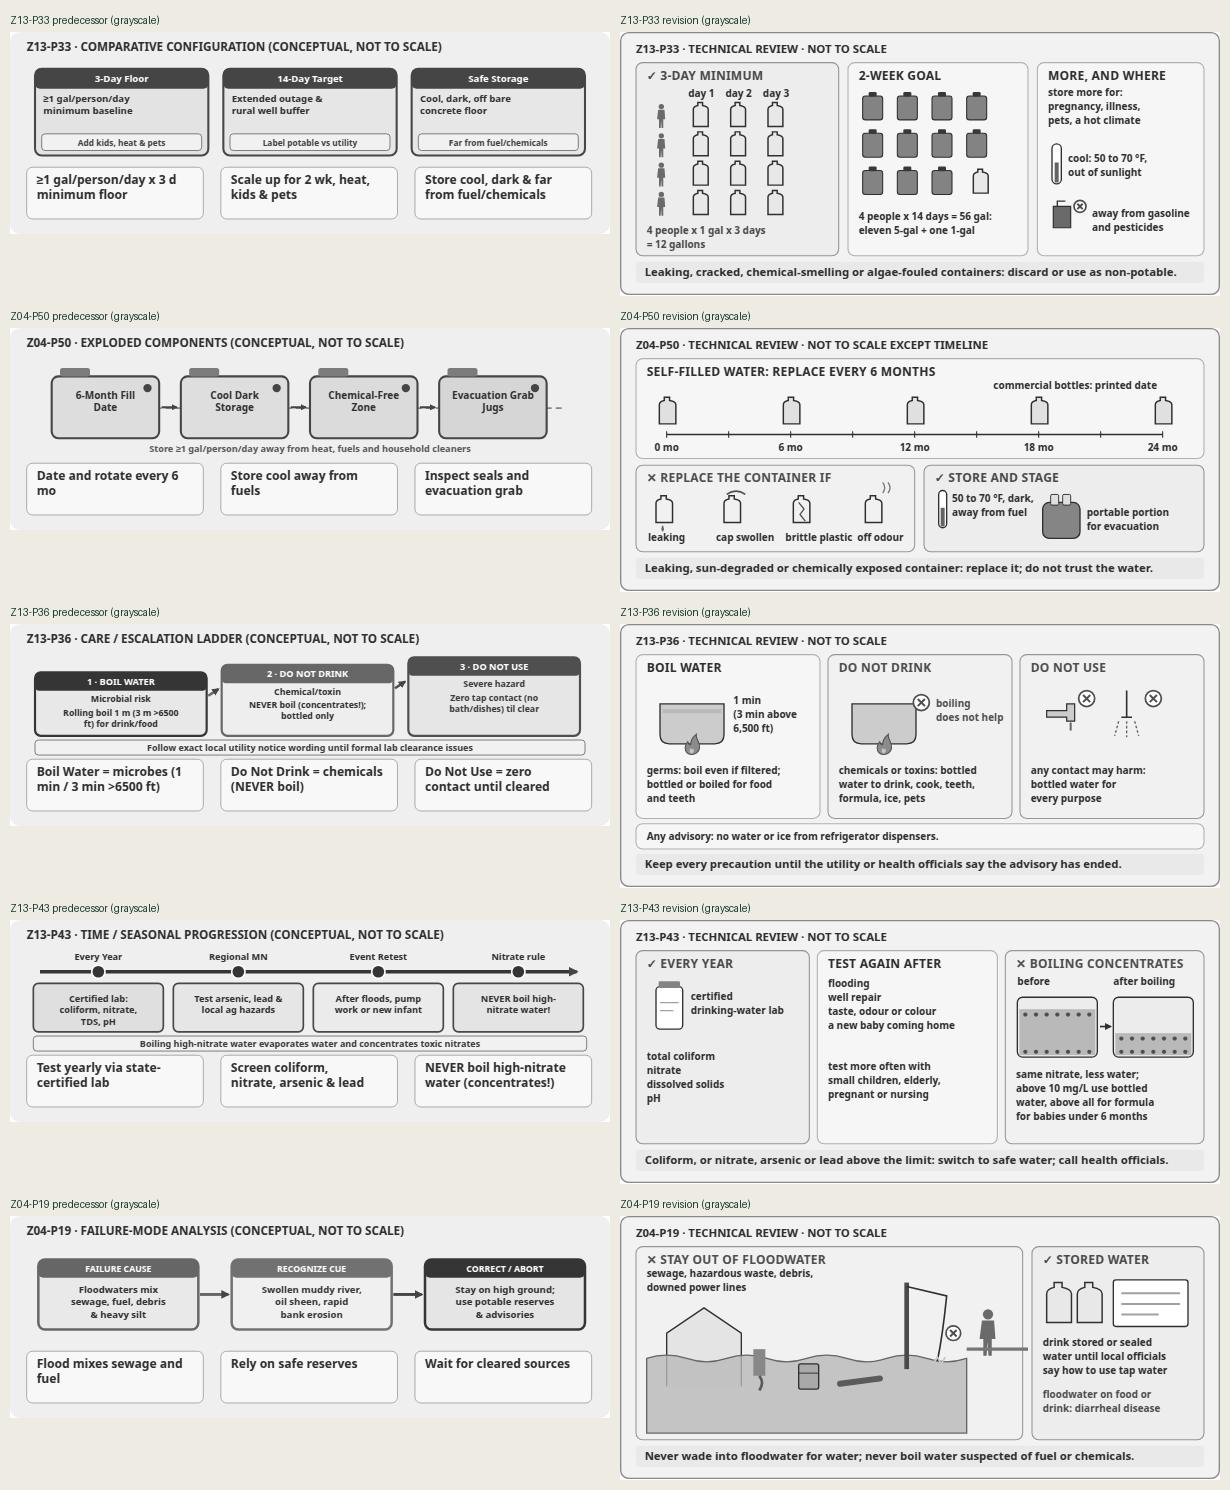 Z13-P33 predecessor (grayscale)
Z13-P33 · COMPARATIVE CONFIGURATION (CONCEPTUAL, NOT TO SCALE)
3-Day Floor
≥1 gal/person/day
minimum baseline
Add kids, heat & pets
14-Day Target
Extended outage &
rural well buffer
Label potable vs utility
Safe Storage
Cool, dark, off bare
concrete floor
Far from fuel/chemicals
≥1 gal/person/day x 3 d
minimum floor
Scale up for 2 wk, heat,
kids & pets
Store cool, dark & far
from fuel/chemicals
Z13-P33 revision (grayscale)
Z13-P33 · TECHNICAL REVIEW · NOT TO SCALE
✓ 3-DAY MINIMUM
day 1 day 2 day 3
4 people x 1 gal x 3 days
= 12 gallons
2-WEEK GOAL
4 people x 14 days = 56 gal:
eleven 5-gal + one 1-gal
MORE, AND WHERE
store more for:
pregnancy, illness,
pets, a hot climate
cool: 50 to 70 °F,
out of sunlight
away from gasoline
and pesticides
Leaking, cracked, chemical-smelling or algae-fouled containers: discard or use as non-potable.
Z04-P50 predecessor (grayscale)
Z04-P50 · EXPLODED COMPONENTS (CONCEPTUAL, NOT TO SCALE)
6-Month Fill
Date
Cool Dark
Storage
Chemical-Free
Zone
Evacuation Grab
Jugs
Store ≥1 gal/person/day away from heat, fuels and household cleaners
Date and rotate every 6
mo
Store cool away from
fuels
Inspect seals and
evacuation grab
Z04-P50 revision (grayscale)
Z04-P50 · TECHNICAL REVIEW · NOT TO SCALE EXCEPT TIMELINE
SELF-FILLED WATER: REPLACE EVERY 6 MONTHS
commercial bottles: printed date
0 mo 6 mo 12 mo 18 mo 24 mo
✕ REPLACE THE CONTAINER IF
leaking cap swollen brittle plastic off odour
✓ STORE AND STAGE
50 to 70 °F, dark,
away from fuel
portable portion
for evacuation
Leaking, sun-degraded or chemically exposed container: replace it; do not trust the water.
Z13-P36 predecessor (grayscale)
Z13-P36 · CARE / ESCALATION LADDER (CONCEPTUAL, NOT TO SCALE)
1 · BOIL WATER
Microbial risk
Rolling boil 1 m (3 m >6500
ft) for drink/food
2 · DO NOT DRINK
Chemical/toxin
NEVER boil (concentrates!);
bottled only
3 · DO NOT USE
Severe hazard
Zero tap contact (no
bath/dishes) til clear
Follow exact local utility notice wording until formal lab clearance issues
Boil Water = microbes (1
min / 3 min >6500 ft)
Do Not Drink = chemicals
(NEVER boil)
Do Not Use = zero
contact until cleared
Z13-P36 revision (grayscale)
Z13-P36 · TECHNICAL REVIEW · NOT TO SCALE
BOIL WATER
1 min
(3 min above
6,500 ft)
germs: boil even if filtered;
bottled or boiled for food
and teeth
DO NOT DRINK
boiling
does not help
chemicals or toxins: bottled
water to drink, cook, teeth,
formula, ice, pets
DO NOT USE
any contact may harm:
bottled water for
every purpose
Any advisory: no water or ice from refrigerator dispensers.
Keep every precaution until the utility or health officials say the advisory has ended.
Z13-P43 predecessor (grayscale)
Z13-P43 · TIME / SEASONAL PROGRESSION (CONCEPTUAL, NOT TO SCALE)
Every Year Regional MN Event Retest Nitrate rule
Certified lab:
coliform, nitrate,
TDS, pH
Test arsenic, lead &
local ag hazards
After floods, pump
work or new infant
NEVER boil high-
nitrate water!
Boiling high-nitrate water evaporates water and concentrates toxic nitrates
Test yearly via state-
certified lab
Screen coliform,
nitrate, arsenic & lead
NEVER boil high-nitrate
water (concentrates!)
Z13-P43 revision (grayscale)
Z13-P43 · TECHNICAL REVIEW · NOT TO SCALE
✓ EVERY YEAR
certified
drinking-water lab
total coliform
nitrate
dissolved solids
pH
TEST AGAIN AFTER
flooding
well repair
taste, odour or colour
a new baby coming home
test more often with
small children, elderly,
pregnant or nursing
✕ BOILING CONCENTRATES
before after boiling
same nitrate, less water;
above 10 mg/L use bottled
water, above all for formula
for babies under 6 months
Coliform, or nitrate, arsenic or lead above the limit: switch to safe water; call health officials.
Z04-P19 predecessor (grayscale)
Z04-P19 · FAILURE-MODE ANALYSIS (CONCEPTUAL, NOT TO SCALE)
FAILURE CAUSE
Floodwaters mix
sewage, fuel, debris
& heavy silt
RECOGNIZE CUE
Swollen muddy river,
oil sheen, rapid
bank erosion
CORRECT / ABORT
Stay on high ground;
use potable reserves
& advisories
Flood mixes sewage and
fuel
Rely on safe reserves
Wait for cleared sources
Z04-P19 revision (grayscale)
Z04-P19 · TECHNICAL REVIEW · NOT TO SCALE
✕ STAY OUT OF FLOODWATER
sewage, hazardous waste, debris,
downed power lines
✓ STORED WATER
drink stored or sealed
water until local officials
say how to use tap water
floodwater on food or
drink: diarrheal disease
Never wade into floodwater for water; never boil water suspected of fuel or chemicals.